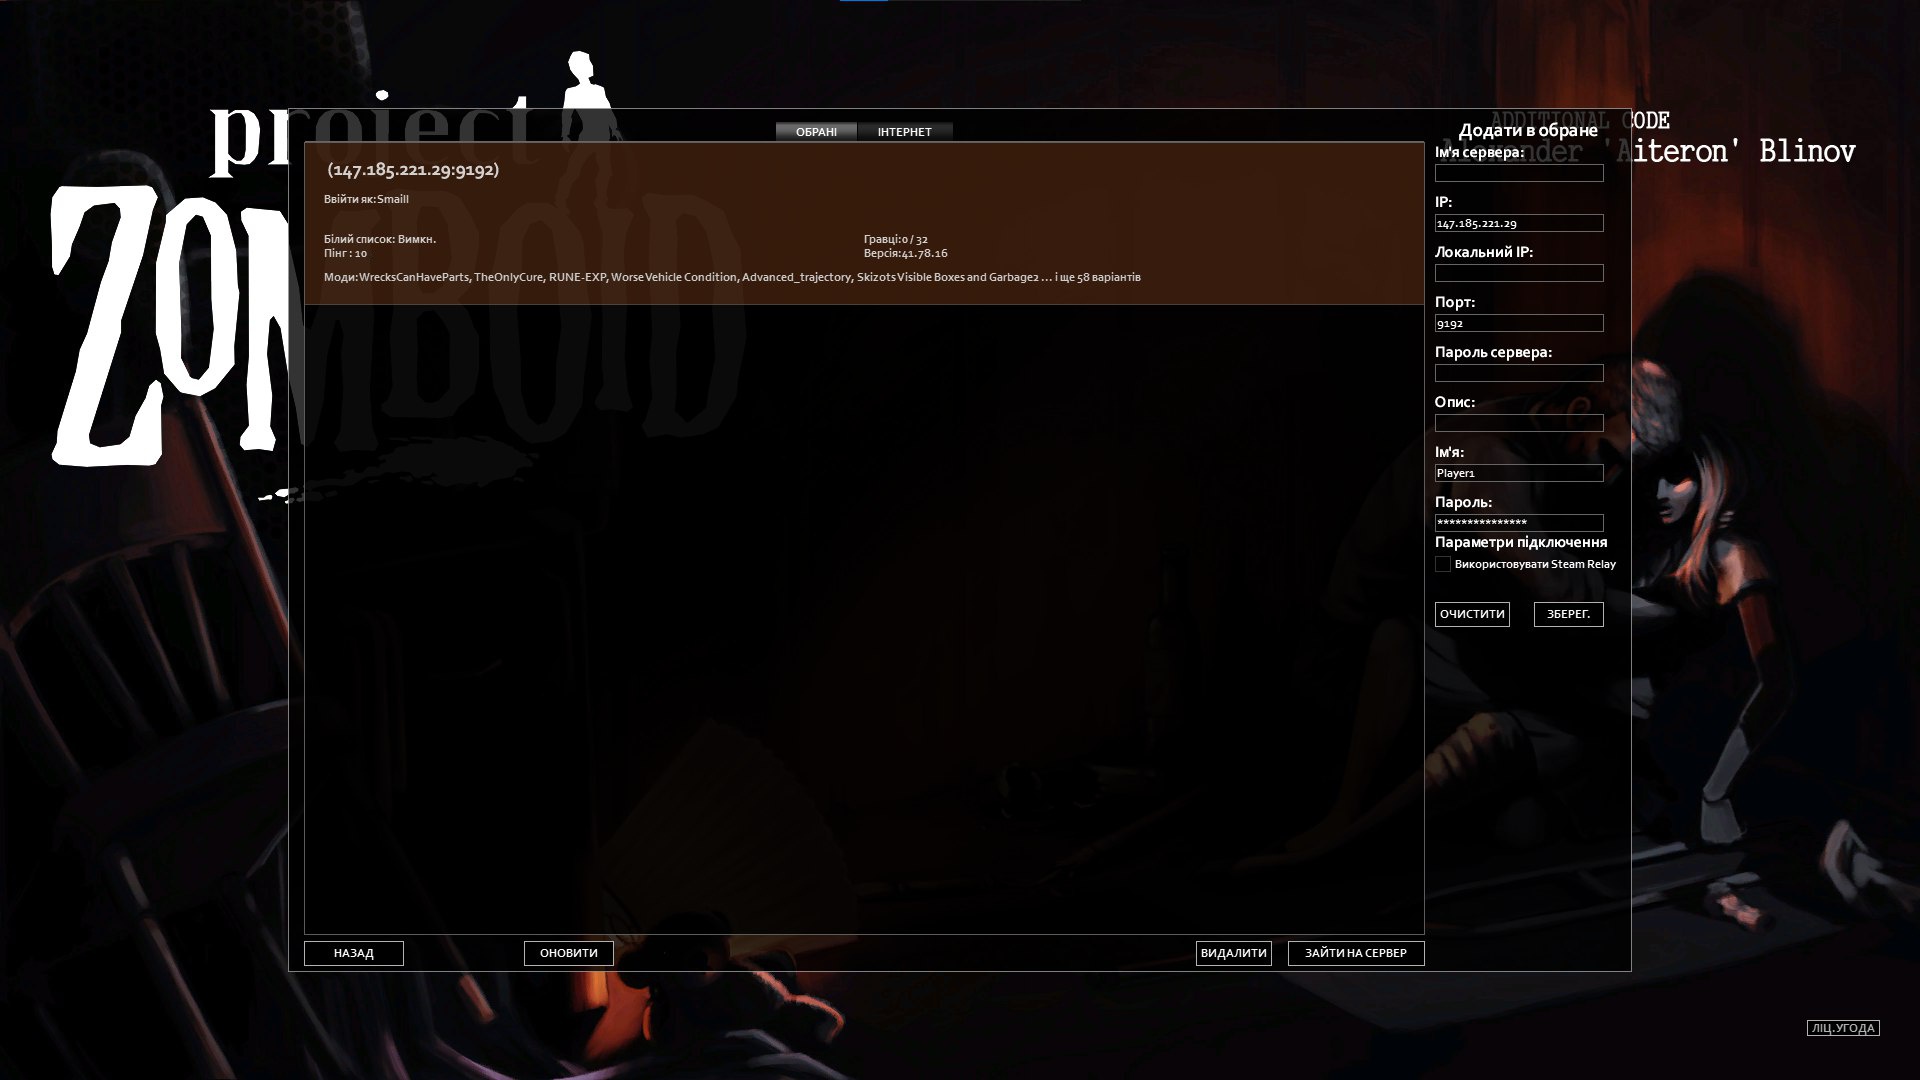 project
ZOMBOID
ADDITIONAL CODE
Alexander 'Aiteron' Blinov
ОБРАНІ
ІНТЕРНЕТ
(147.185.221.29:9192)
Ввійти як:Smaill
Білий список: Вимкн.
Пінг : 10
Гравці:0 / 32
Версія:41.78.16
Моди:WrecksCanHaveParts, TheOnlyCure, RUNE-EXP, Worse Vehicle Condition, Advanced_trajectory, Skizots Visible Boxes and Garbage2 ... і ще 58 варіантів
Додати в обране
Ім'я сервера:
IP:
147.185.221.29
Локальний IP:
Порт:
9192
Пароль сервера:
Опис:
Ім'я:
Player1
Пароль:
***************
Параметри підключення
Використовувати Steam Relay
ОЧИСТИТИ
ЗБЕРЕГ.
НАЗАД
ОНОВИТИ
ВИДАЛИТИ
ЗАЙТИ НА СЕРВЕР
ЛІЦ.УГОДА